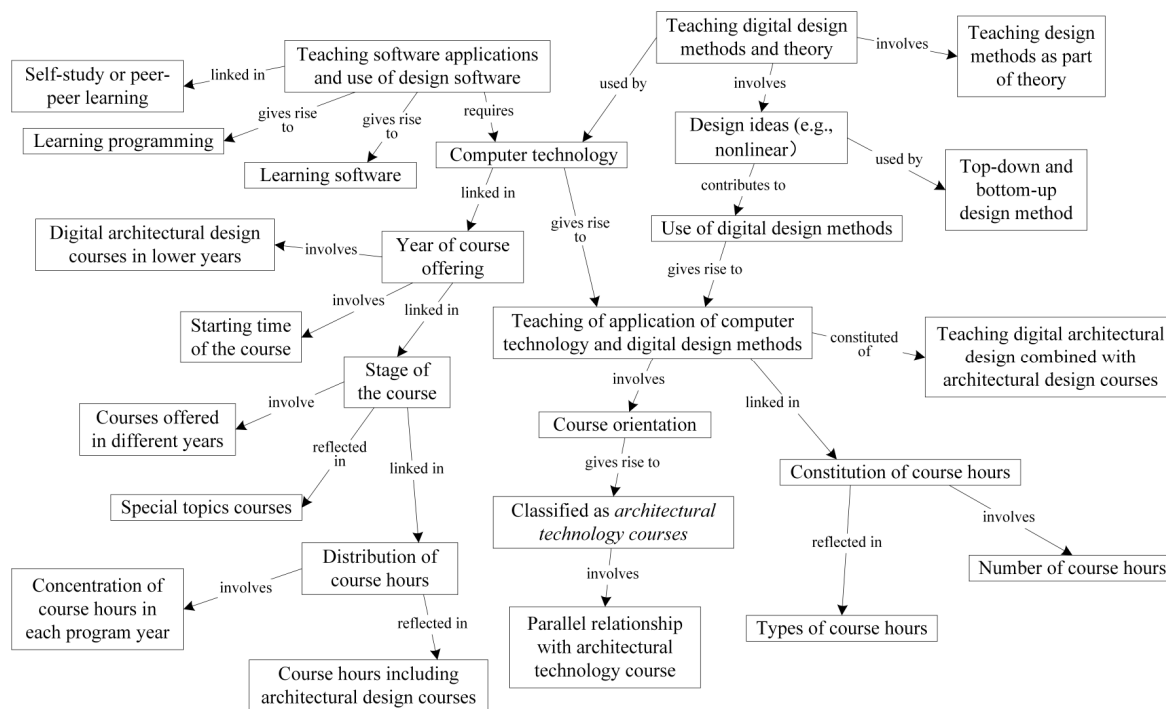 Teaching software applications
and use of design software
Teaching digital design
methods and theory
involves
Teaching design
methods as part
of theory
Self-study or peer-
peer learning
linked in
gives rise
to
gives rise
to
requires
used by
involves
Learning programming
Learning software
Computer technology
Design ideas (e.g.,
nonlinear）
used by
Top-down and
bottom-up
design method
linked in
contributes to
gives rise
to
Use of digital design methods
Digital architectural design
courses in lower years
involves
Year of course
offering
gives rise to
involves
linked in
Starting time
of the course
Teaching of application of computer
technology and digital design methods
constituted
of
Teaching digital architectural
design combined with
architectural design courses
Stage of
the course
involve
Courses offered
in different years
involves
linked in
Course orientation
reflected
in
linked in
gives rise to
Constitution of course hours
Special topics courses
Classified as architectural
technology courses
reflected in
involves
Distribution of
course hours
involves
Concentration of
course hours in
each program year
involves
Number of course hours
reflected in
Parallel relationship
with architectural
technology course
Types of course hours
Course hours including
architectural design courses